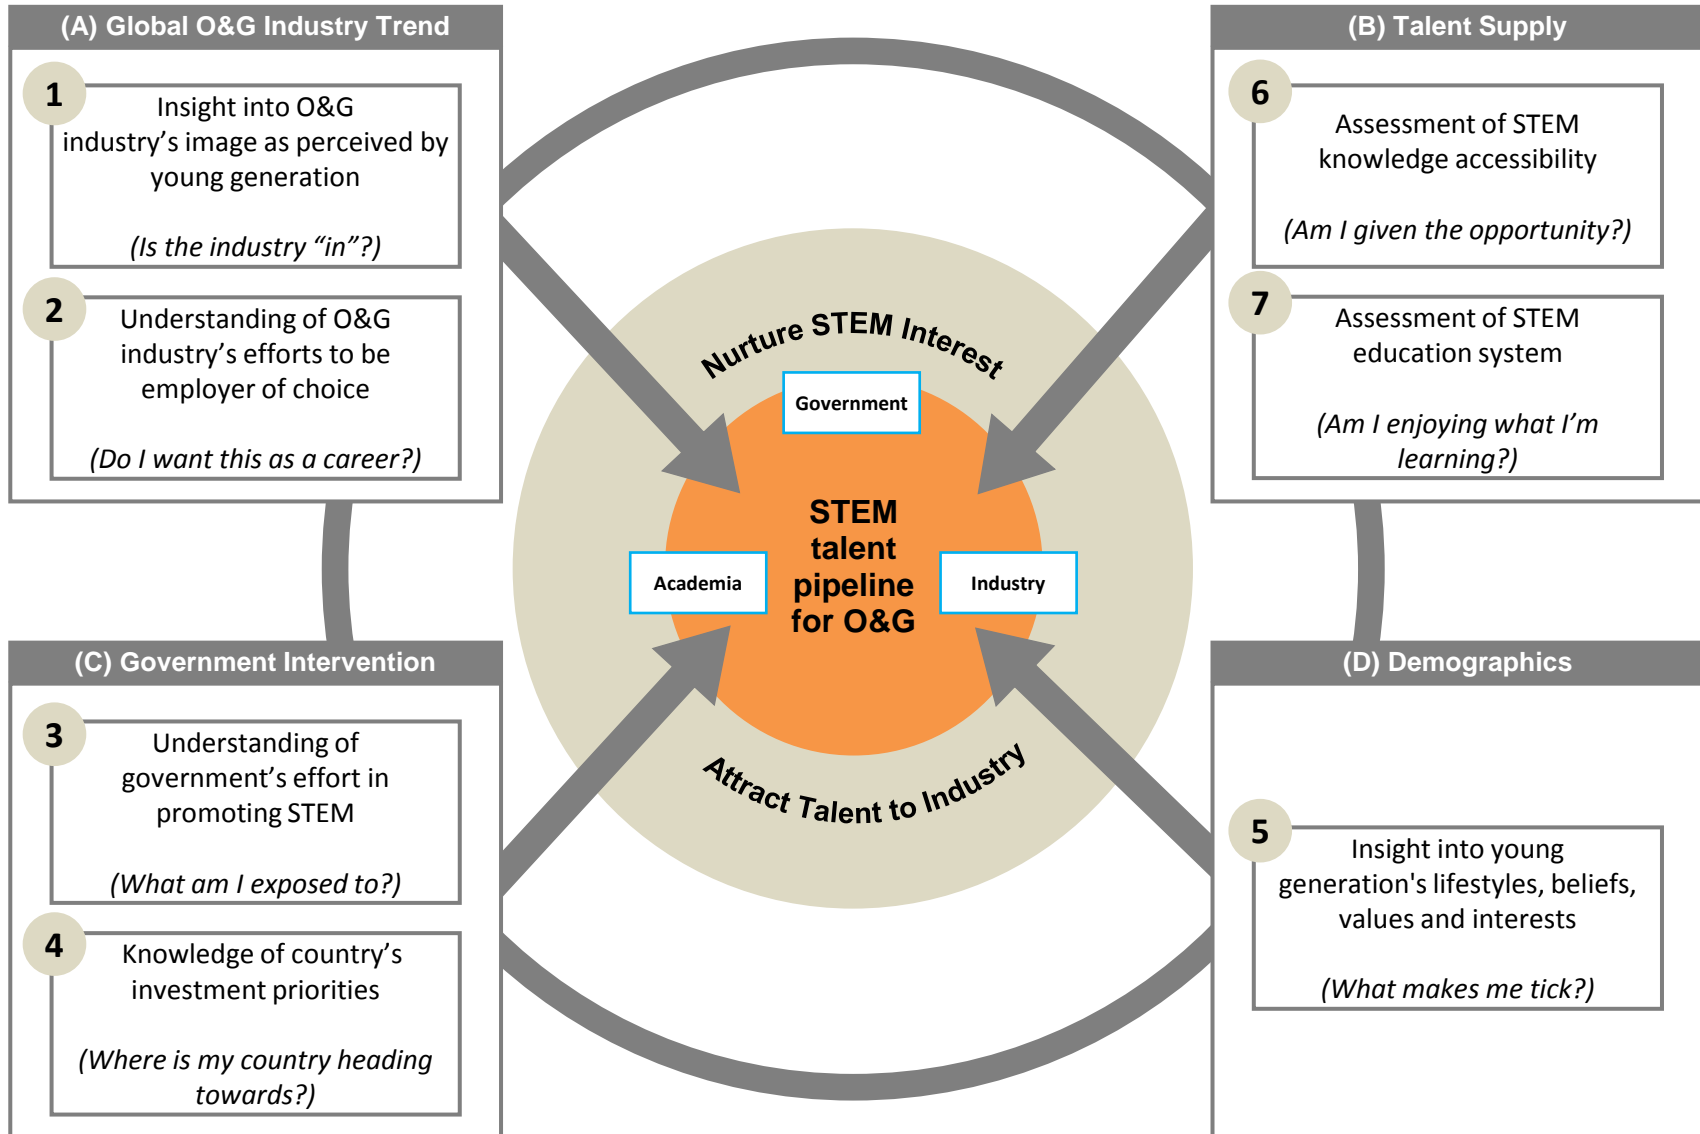 (A) Global O&G Industry Trend
1
Insight into O&G
industry’s image as perceived by
young generation
(Is the industry “in”?)
2
Understanding of O&G
industry’s efforts to be
employer of choice
(Do I want this as a career?)
(B) Talent Supply
6
Assessment of STEM
knowledge accessibility
(Am I given the opportunity?)
7
Assessment of STEM
education system
(Am I enjoying what I’m
learning?)
Nurture STEM Interest
Government
STEM
talent
pipeline
for O&G
Academia
Industry
Attract Talent to Industry
(C) Government Intervention
3
Understanding of
government’s effort in
promoting STEM
(What am I exposed to?)
4
Knowledge of country’s
investment priorities
(Where is my country heading
towards?)
(D) Demographics
5
Insight into young
generation's lifestyles, beliefs,
values and interests
(What makes me tick?)